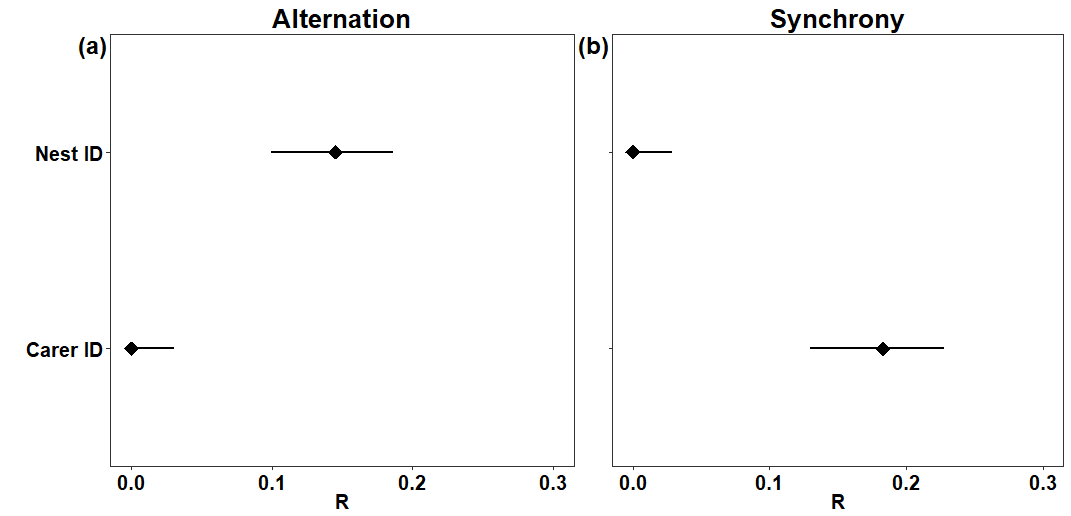 Alternation
Synchrony
(a)
(b)
Nest ID
Carer ID
0.0 0.1 0.2 0.3
0.0 0.1 0.2 0.3
R
R